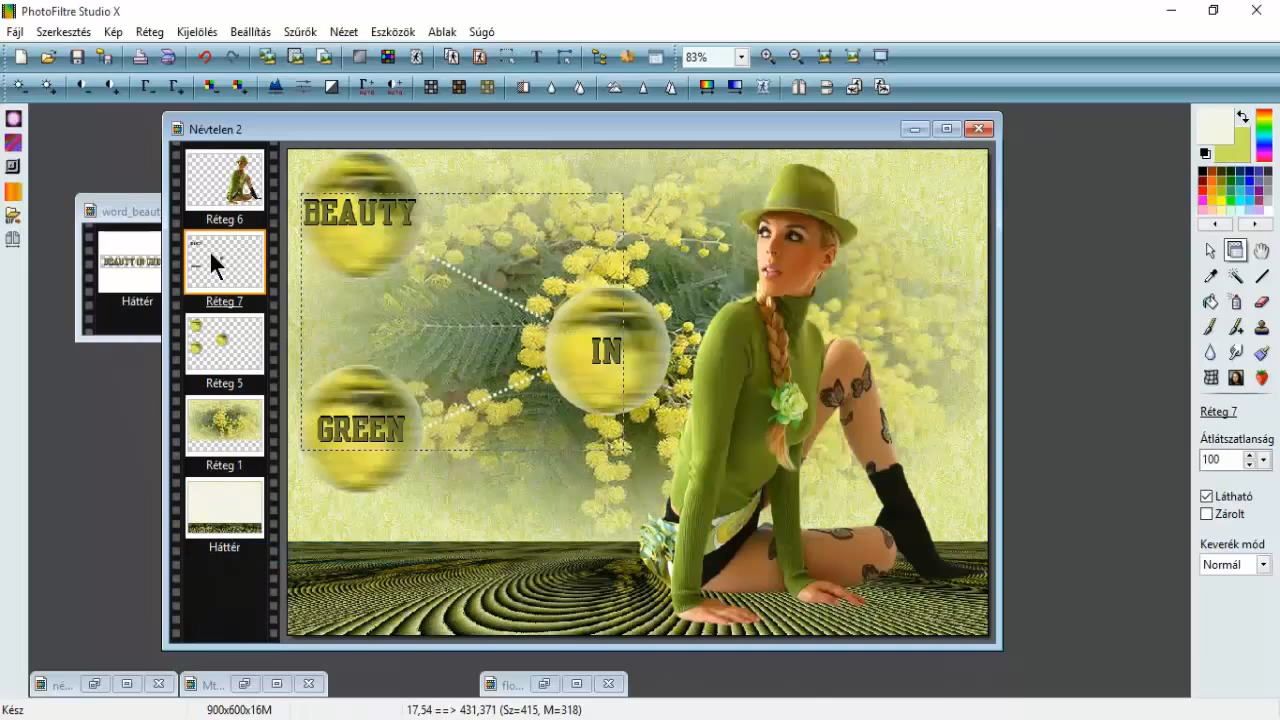 PhotoFiltre Studio X
Fájl Szerkesztés Kép Réteg Kijelölés Beállítás Szűrők Nézet Eszközök Ablak Súgó
83%
Névtelen 2
word_beaut
BEAUTY IN GRE
Háttér
Réteg 6
Réteg 7
Réteg 5
Réteg 1
Háttér
BEAUTY
IN
GREEN
Réteg 7
Átlátszatlanság
100
Látható
Zárolt
Keverék mód
Normál
né... Mt... flo...
Kész 900x600x16M 17,54 ==> 431,371 (Sz=415, M=318)